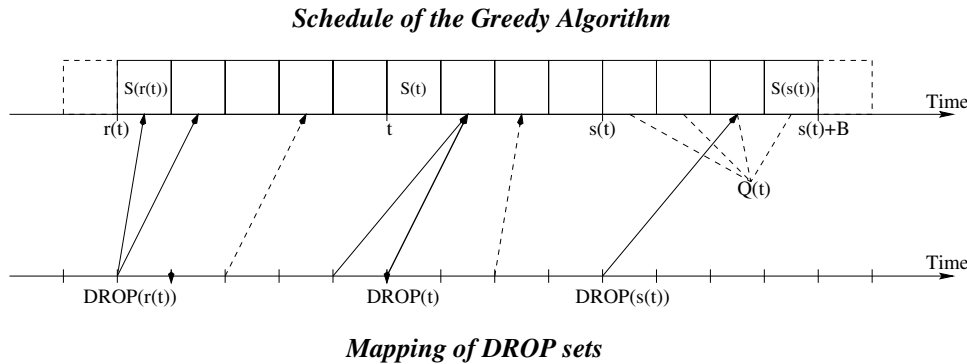 Schedule of the Greedy Algorithm
S(r(t)) S(t) S(s(t))
Time
r(t) t s(t) s(t)+B
Q(t)
Time
DROP(r(t)) DROP(t) DROP(s(t))
Mapping of DROP sets